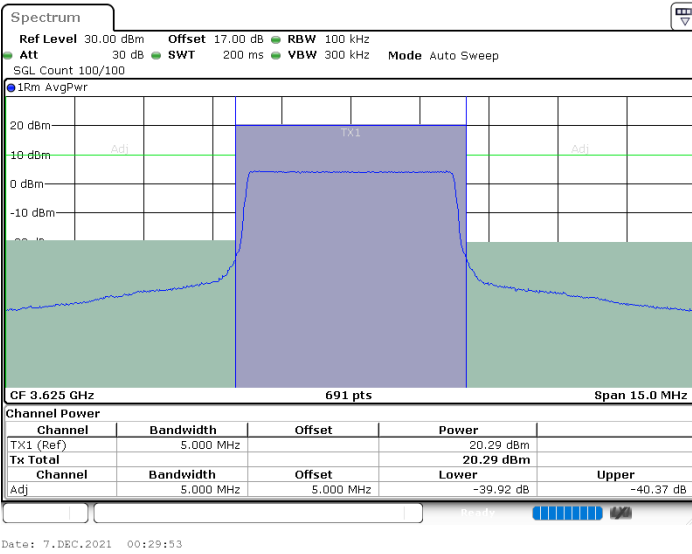 Spectrum
Ref Level 30.00 dBm Offset 17.00 dB RBW 100 kHz
Att 30 dB SWT 200 ms VBW 300 kHz Mode Auto Sweep
SGL Count 100/100
1Rm AvgPwr
20 dBm
TX1
Adj Adj
10 dBm
0 dBm
-10 dBm
CF 3.625 GHz 691 pts Span 15.0 MHz
Channel Power
Channel Bandwidth Offset Power
TX1 (Ref) 5.000 MHz 20.29 dBm
Tx Total 20.29 dBm
Channel Bandwidth Offset Lower Upper
Adj 5.000 MHz 5.000 MHz -39.92 dB -40.37 dB
Ready
Date: 7.DEC.2021 00:29:53